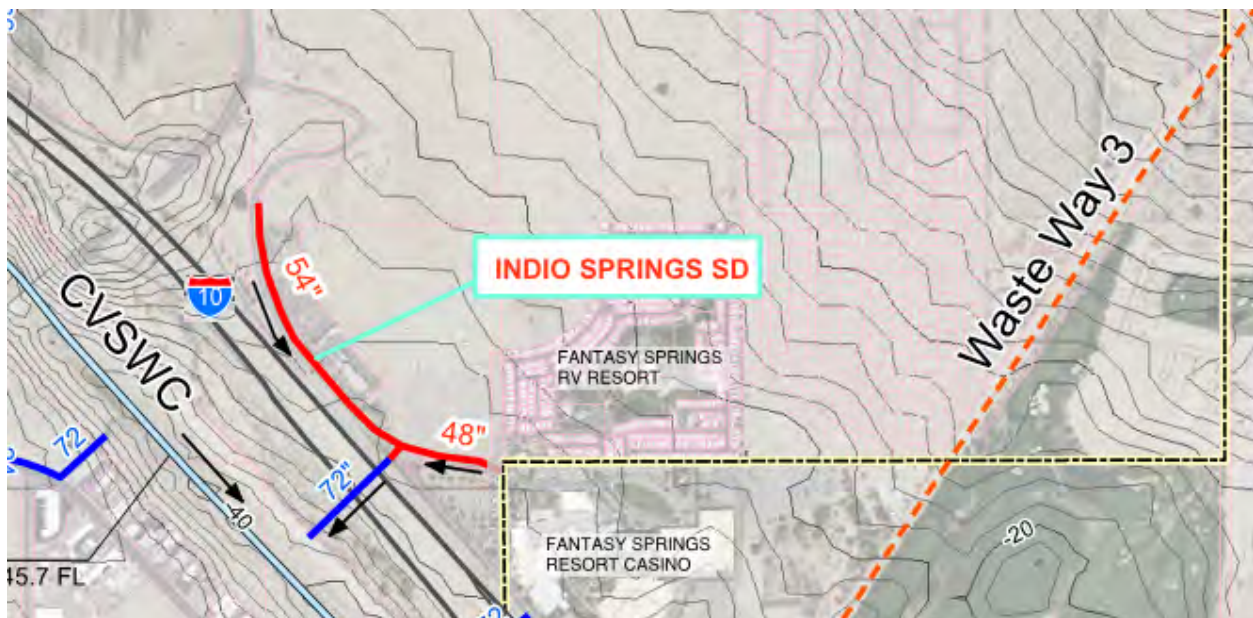 INDIO SPRINGS SD
54"
10
CVSWC
Waste Way 3
FANTASY SPRINGS
RV RESORT
48"
72
72"
-40
FANTASY SPRINGS
RESORT CASINO
-20
45.7 FL